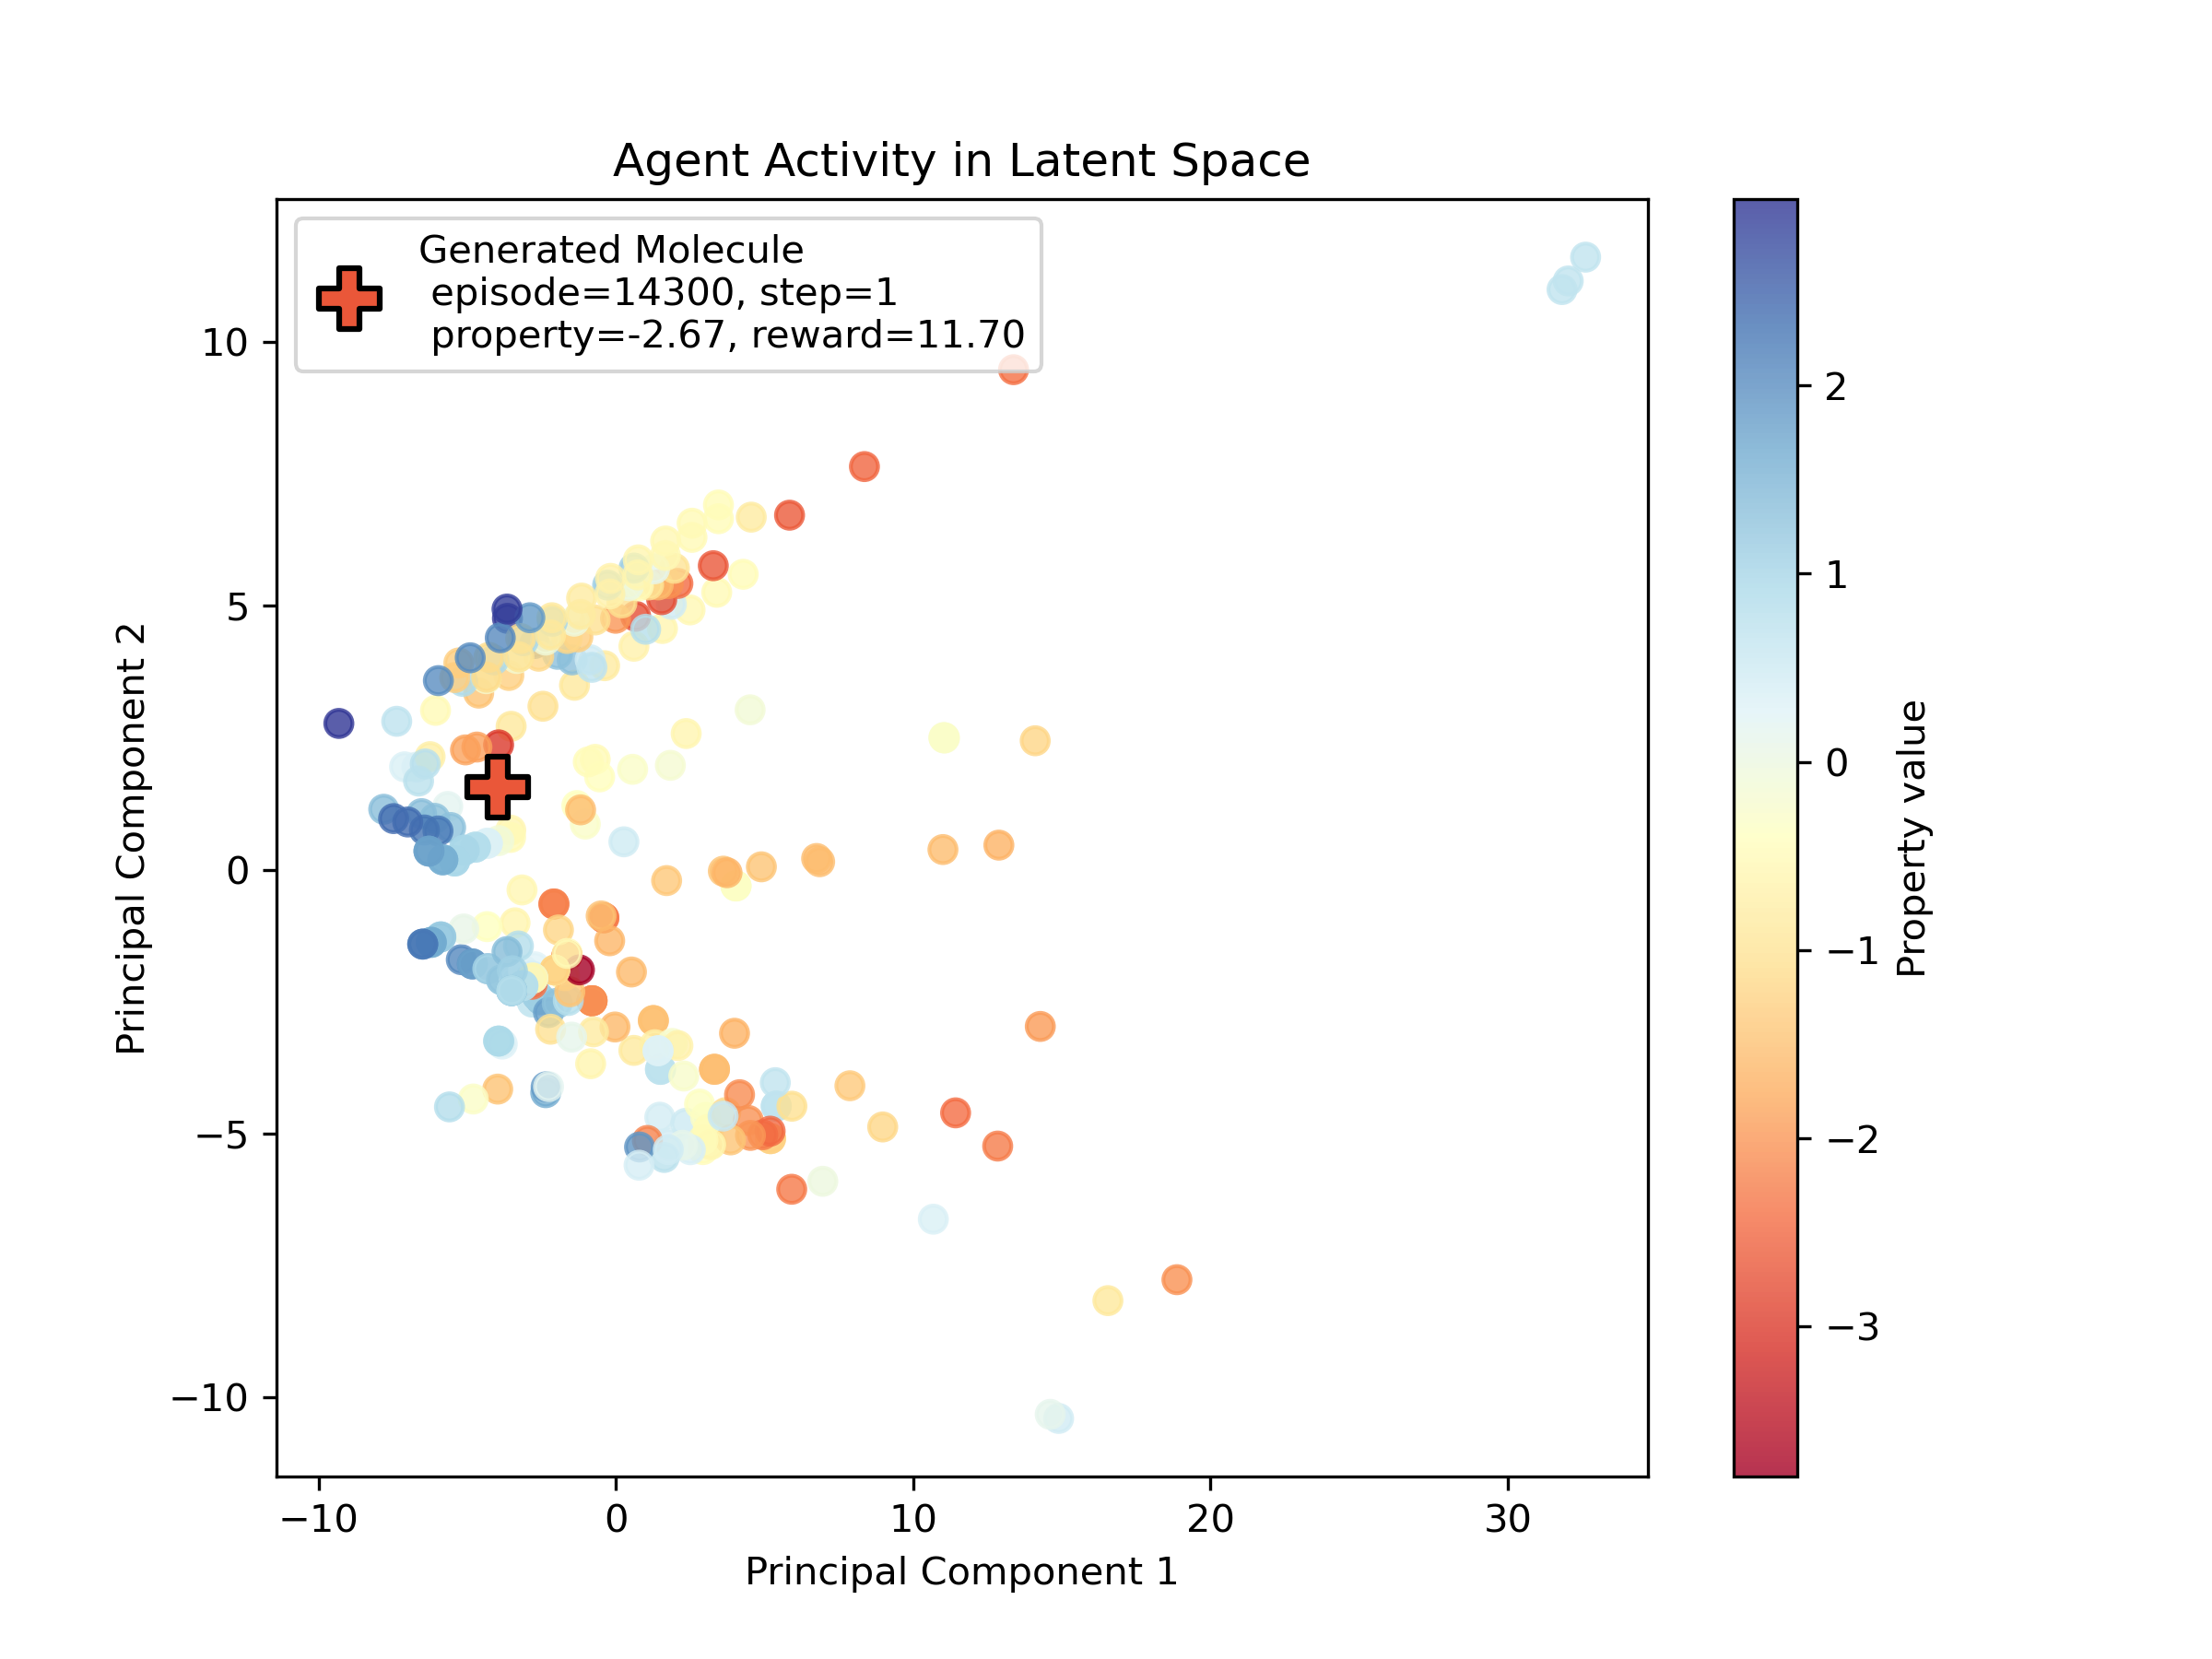 Agent Activity in Latent Space
Generated Molecule
episode=14300, step=1
property=-2.67, reward=11.70
10
5
0
−5
−10
Principal Component 2
−10
0
10
20
30
Principal Component 1
2
1
0
−1
−2
−3
Property value